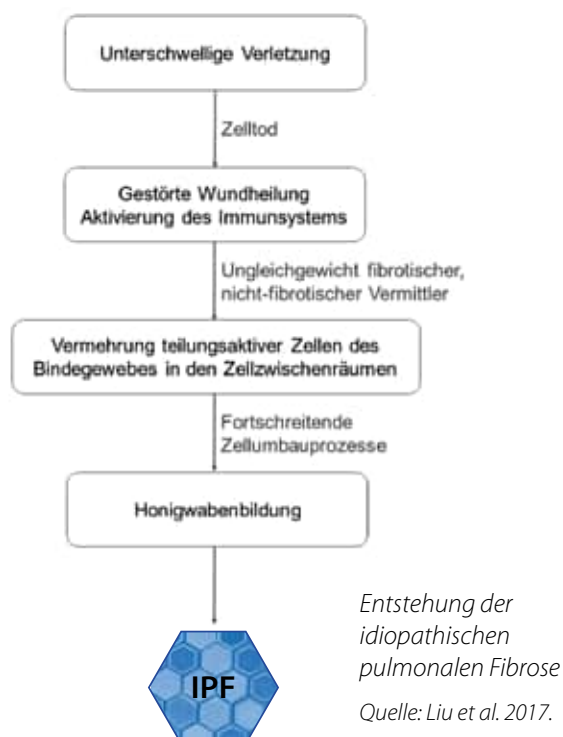 Unterschwellige Verletzung
Zelltod
Gestörte Wundheilung
Aktivierung des Immunsystems
Ungleichgewicht fibrotischer,
nicht-fibrotischer Vermittler
Vermehrung teilungsaktiver Zellen des
Bindegewebes in den Zellzwischenräumen
Fortschreitende
Zellumbauprozesse
Honigwabenbildung
IPF
Entstehung der
idiopathischen
pulmonalen Fibrose
Quelle: Liu et al. 2017.